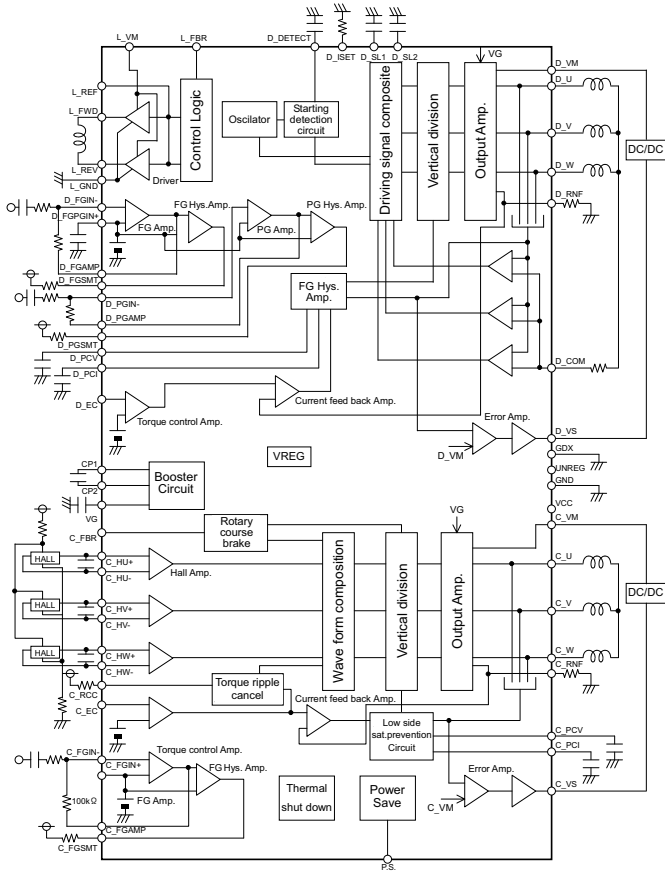 L_VM
L_FBR
D_DETECT
D_ISET
D_SL1
D_SL2
VG
D_VM
D_U
D_V
D_W
D_RNF
DC/DC
L_REF
L_FWD
L_REV
L_GND
Driver
Control Logic
Oscilator
Starting
detection
circuit
Driving signal composite
Vertical division
Output Amp.
D_FGIN-
D_FGPGIN+
FG Amp.
FG Hys.Amp.
PG Amp.
PG Hys.Amp.
D_FGAMP
D_FGSMT
D_PGIN-
D_PGAMP
D_PGSMT
D_PCV
D_PCI
FG Hys.
Amp.
D_COM
D_EC
Torque control Amp.
Current feed back Amp.
Error Amp.
D_VM
D_VS
GDX
UNREG
GND
VCC
VREG
CP1
CP2
VG
Booster
Circuit
C_FBR
Rotary
course
brake
VG
C_VM
C_U
C_V
C_W
C_RNF
DC/DC
HALL
HALL
HALL
C_HU+
C_HU-
C_HV+
C_HV-
C_HW+
C_HW-
Hall Amp.
Wave form composition
Vertical division
Output Amp.
C_RCC
C_EC
Torque ripple
cancel
Current feed back Amp.
Low side
sat.prevention
Circuit
C_PCV
C_PCI
C_VS
C_FGIN-
C_FGIN+
Torque control Amp.
FG Hys.Amp.
FG Amp.
100kΩ
C_FGAMP
C_FGSMT
Thermal
shut down
Power
Save
Error Amp.
C_VM
P.S.